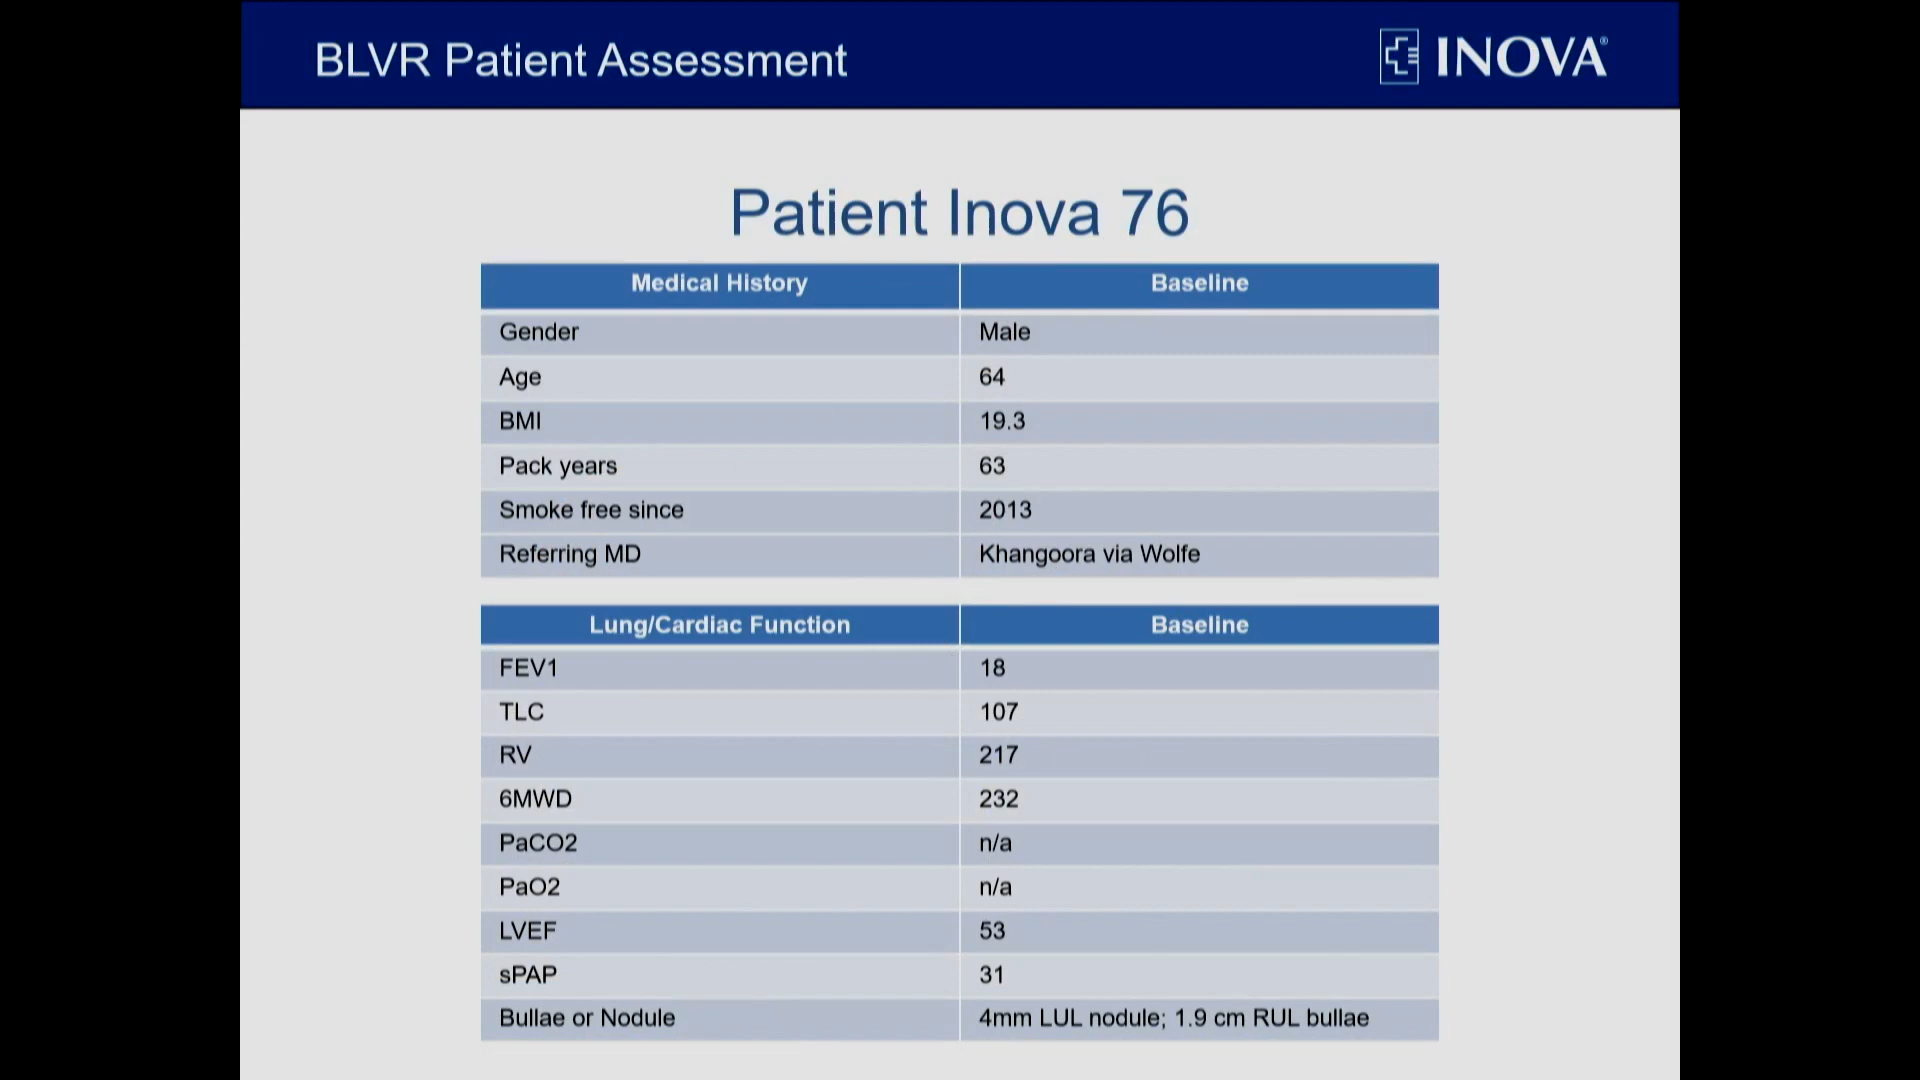 BLVR Patient Assessment
INOVA®
Patient Inova 76
Medical History Baseline
Gender Male
Age 64
BMI 19.3
Pack years 63
Smoke free since 2013
Referring MD Khangoora via Wolfe
Lung/Cardiac Function Baseline
FEV1 18
TLC 107
RV 217
6MWD 232
PaCO2 n/a
PaO2 n/a
LVEF 53
sPAP 31
Bullae or Nodule 4mm LUL nodule; 1.9 cm RUL bullae